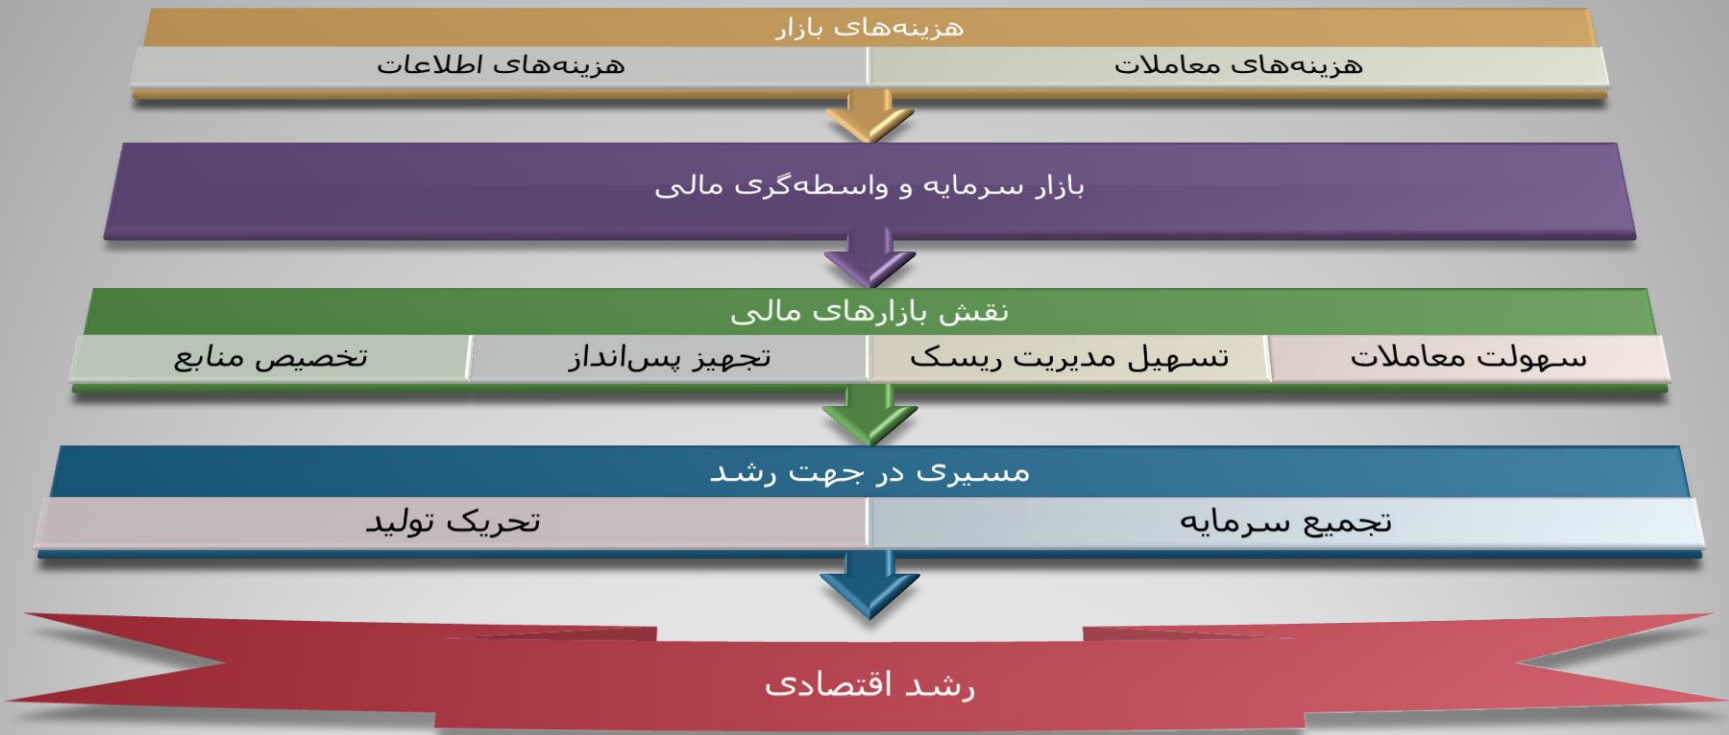 هزینه‌های بازار
هزینه‌های معاملات
هزینه‌های اطلاعات
بازار سرمایه و واسطه‌گری مالی
نقش بازارهای مالی
سهولت معاملات
تسهیل مدیریت ریسک
تجهیز پس‌انداز
تخصیص منابع
مسیری در جهت رشد
تجمیع سرمایه
تحریک تولید
رشد اقتصادی